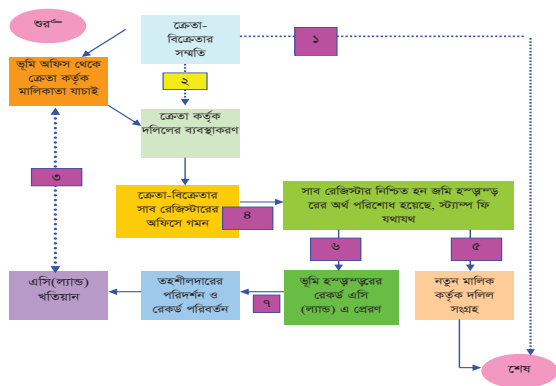 শুরু
ক্রেতা-
বিক্রেতার
সম্মতি
১
ভূমি অফিস থেকে
ক্রেতা কর্তৃক
মালিকাতা যাচাই
২
ক্রেতা কর্তৃক
দলিলের ব্যবস্থাকরণ
৩
ক্রেতা-বিক্রেতার
সাব রেজিস্টারের
অফিসে গমন
৪
সাব রেজিস্টার নিশ্চিত হন জমি হস্ড়ান্ড়
রের অর্থ পরিশোধ হয়েছে, স্ট্যাম্প ফি
যথাযথ
৬
৫
এসি(ল্যান্ড)
খতিয়ান
তহশীলদারের
পরিদর্শন ও
রেকর্ড পরিবর্তন
৭
ভূমি হস্ড়ান্ড়রের
রেকর্ড এসি
(ল্যান্ড) এ প্রেরণ
নতুন মালিক
কর্তৃক দলিল
সংগ্রহ
শেষ